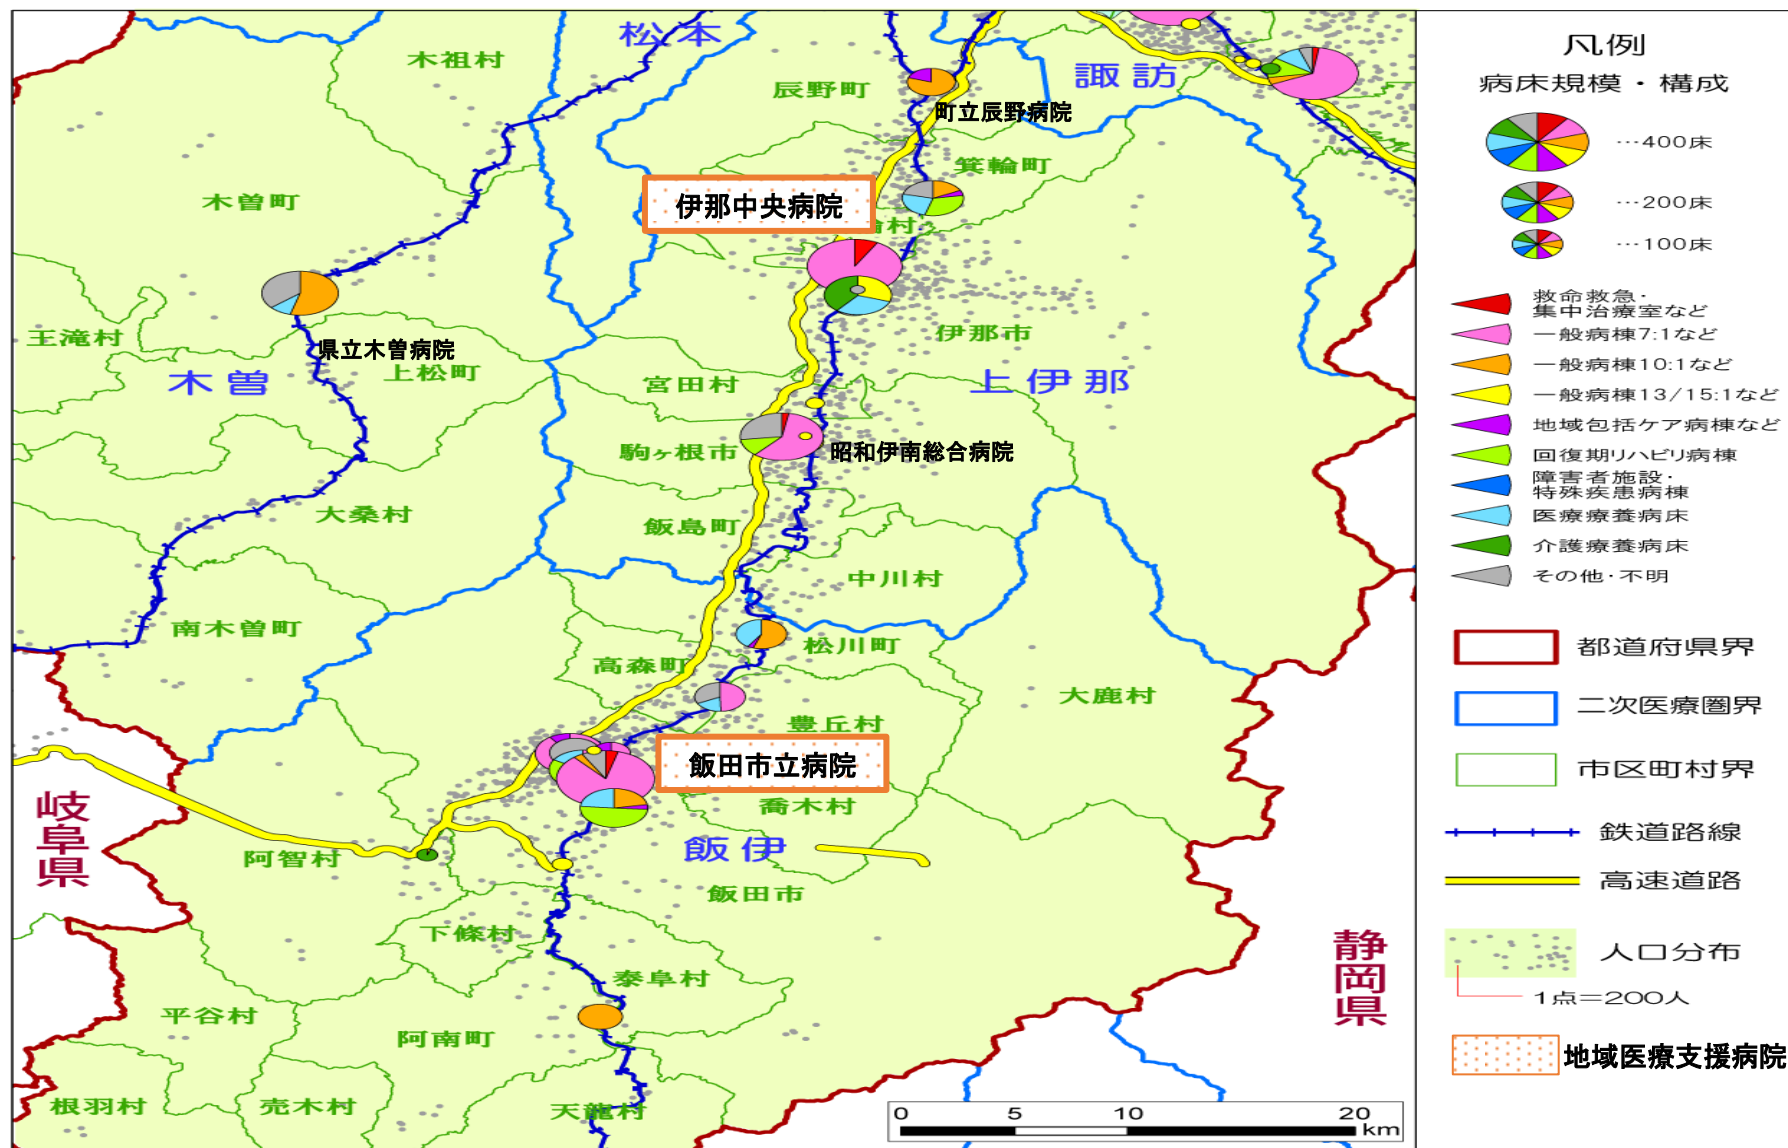 松本
木祖村
辰野町
諏訪
町立辰野病院
箕輪町
木曽町
伊那中央病院
輪村
伊那市
王滝村
県立木曽病院
上松町
木曽
宮田村
上伊那
駒ヶ根市
昭和伊南総合病院
大桑村
飯島町
中川村
南木曽町
松川町
高森町
大鹿村
豊丘村
飯田市立病院
喬木村
岐阜県
阿智村
飯伊
飯田市
下條村
静岡県
泰阜村
平谷村
阿南町
根羽村
売木村
天龍村
0 5 10 20
km
凡例
病床規模・構成
…400床
…200床
…100床
救命救急・
集中治療室など
一般病棟7:1など
一般病棟10:1など
一般病棟13/15:1など
地域包括ケア病棟など
回復期リハビリ病棟
障害者施設・
特殊疾患病棟
医療療養病床
介護療養病床
その他・不明
都道府県界
二次医療圏界
市区町村界
鉄道路線
高速道路
人口分布
1点＝200人
地域医療支援病院